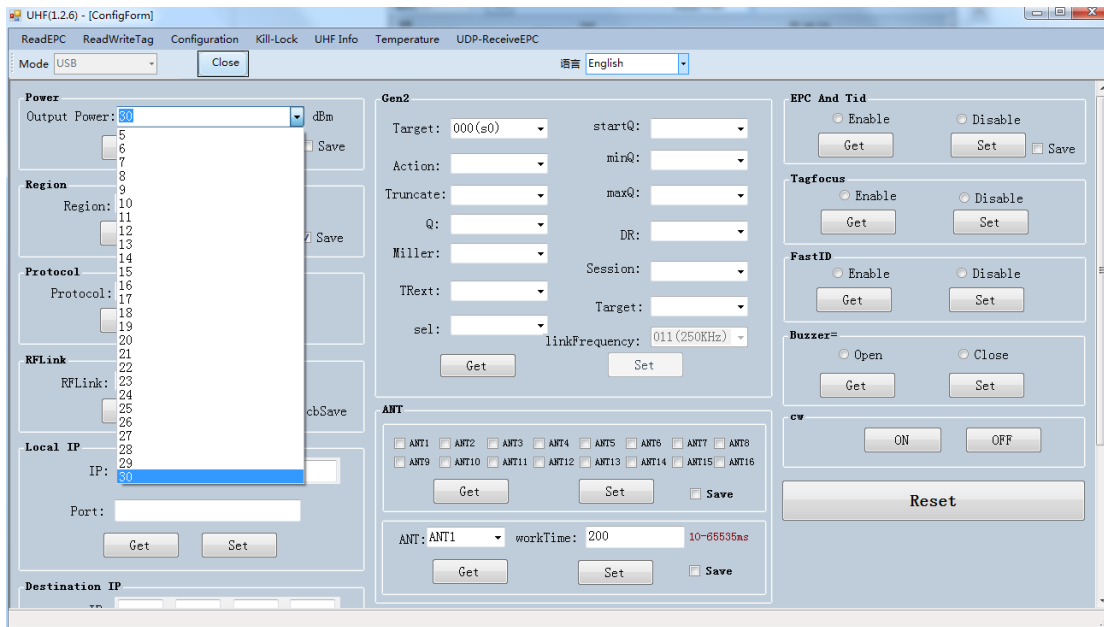 UHF(1.2.6) - [ConfigForm]
ReadEPC ReadWriteTag Configuration Kill-Lock UHF Info Temperature UDP-ReceiveEPC
Mode USB Close 语言 English
Power
Output Power: 30 dBm
5
6
7
8
9
10
11
12
13
14
15
16
17
18
19
20
21
22
23
24
25
26
27
28
29
30
Save
Region
Region:
Save
Protocol
Protocol:
RFLink
RFLink:
cbSave
Local IP
IP:
Port:
Get Set
Destination IP
Gen2
Target: 000(s0) startQ:
Action: minQ:
Truncate: maxQ:
Q: DR:
Miller: Session:
TRext: Target:
sel: linkFrequency: 011(250KHz)
Get Set
ANT
ANT1 ANT2 ANT3 ANT4 ANT5 ANT6 ANT7 ANT8
ANT9 ANT10 ANT11 ANT12 ANT13 ANT14 ANT15 ANT16
Get Set Save
ANT: ANT1 workTime: 200 10-65535ms
Get Set Save
EPC And Tid
Enable Disable
Get Set Save
Tagfocus
Enable Disable
Get Set
FastID
Enable Disable
Get Set
Buzzer=
Open Close
Get Set
cw
ON OFF
Reset